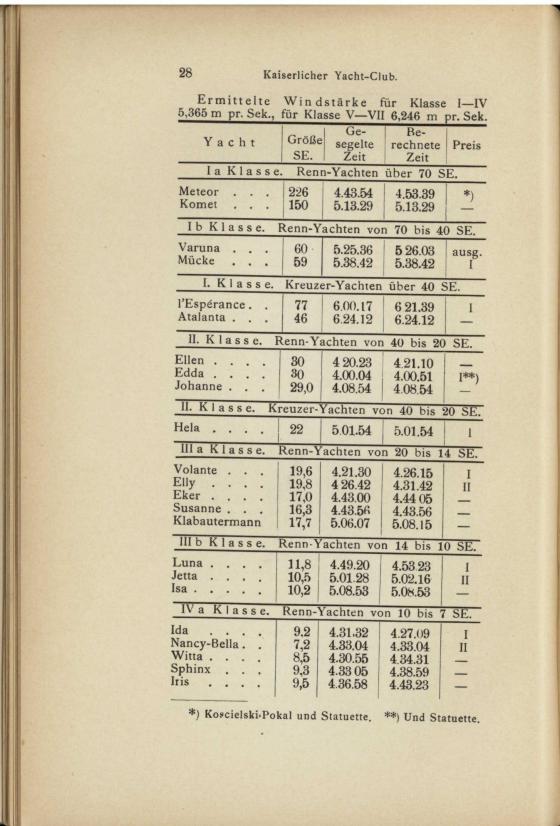 28 Kaiserlicher Yacht-Club.
Ermittelte Windstärke für Klasse I—IV
5,365 m pr. Sek., für Klasse V—VII 6,246 m pr. Sek.
Yacht Größe SE. Ge-segelte Zeit Be-rechnete Zeit Preis
Ia Klasse. Renn-Yachten über 70 SE.
Meteor . . . 226 4.43.54 4.53.39 *)
Komet . . . 150 5.13.29 5.13.29 —
Ib Klasse. Renn-Yachten von 70 bis 40 SE.
Varuna . . . 60 5.25.36 5 26.03 ausg.
Mücke . . . 59 5.38.42 5.38.42 I
I. Klasse. Kreuzer-Yachten über 40 SE.
l'Espérance . . 77 6.00.17 6 21.39 I
Atalanta . . . 46 6.24.12 6.24.12 —
II. Klasse. Renn-Yachten von 40 bis 20 SE.
Ellen . . . . 30 4 20.23 4.21.10 —
Edda . . . . 30 4.00.04 4.00.51 I**)
Johanne . . . 29,0 4.08.54 4.08.54 —
II. Klasse. Kreuzer-Yachten von 40 bis 20 SE.
Hela . . . . 22 5.01.54 5.01.54 I
IIIa Klasse. Renn-Yachten von 20 bis 14 SE.
Volante . . . 19,6 4.21.30 4.26.15 I
Elly . . . . 19,8 4 26.42 4.31.42 II
Eker . . . . 17,0 4.43.00 4.44 05 —
Susanne . . . 16,3 4.43.56 4.43.56 —
Klabautermann 17,7 5.06.07 5.08.15 —
IIIb Klasse. Renn-Yachten von 14 bis 10 SE.
Luna . . . . 11,8 4.49.20 4.53 23 I
Jetta . . . . 10,5 5.01.28 5.02.16 II
Isa . . . . . 10,2 5.08.53 5.08.53 —
IVa Klasse. Renn-Yachten von 10 bis 7 SE.
Ida . . . . 9.2 4.31.32 4.27.09 I
Nancy-Bella . . 7,2 4.33.04 4.33.04 II
Witta . . . . 8,5 4.30.55 4.34.31 —
Sphinx . . . 9,3 4.33 05 4.38.59 —
Iris . . . . 9,5 4.36.58 4.43.23 —
*) Koscielski-Pokal und Statuette. **) Und Statuette.